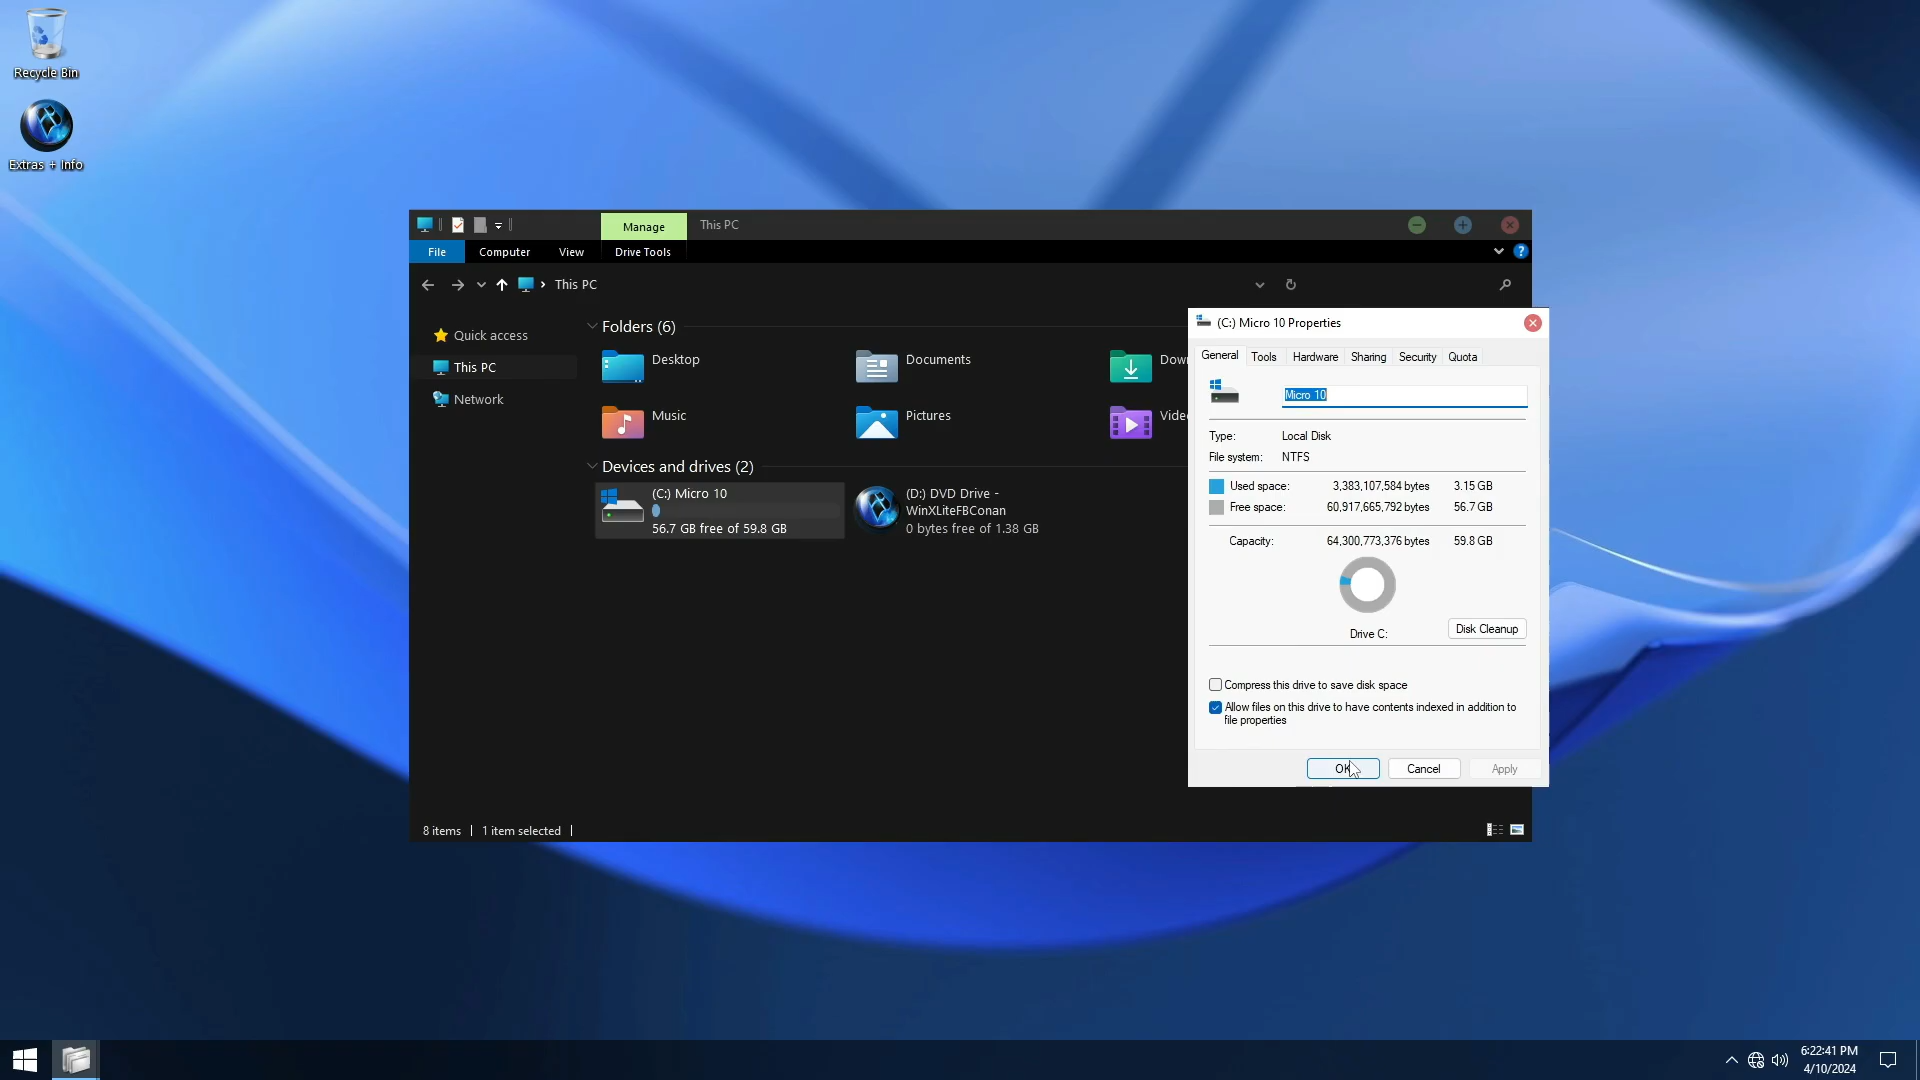 Recycle Bin
Extras + Info
Manage
This PC
File
Computer
View
Drive Tools
?
This PC
Quick access
This PC
Network
Folders (6)
Desktop
Documents
Down
Music
Pictures
Vide
Devices and drives (2)
(C:) Micro 10
56.7 GB free of 59.8 GB
(D:) DVD Drive -
WinXLiteFBConan
0 bytes free of 1.38 GB
8 items
1 item selected
(C:) Micro 10 Properties
General
Tools
Hardware
Sharing
Security
Quota
Micro 10
Type: Local Disk
File system: NTFS
Used space: 3,383,107,584 bytes 3.15 GB
Free space: 60,917,665,792 bytes 56.7 GB
Capacity: 64,300,773,376 bytes 59.8 GB
Drive C:
Disk Cleanup
Compress this drive to save disk space
Allow files on this drive to have contents indexed in addition to
file properties
OK
Cancel
Apply
6:22:41 PM
4/10/2024